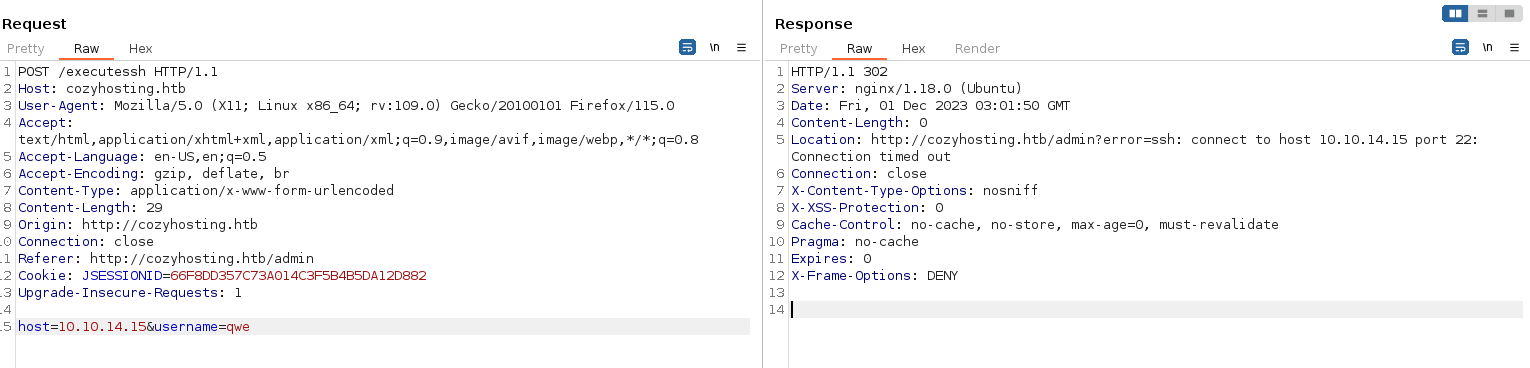 Request
Pretty Raw Hex \n
1 POST /executessh HTTP/1.1
2 Host: cozyhosting.htb
3 User-Agent: Mozilla/5.0 (X11; Linux x86_64; rv:109.0) Gecko/20100101 Firefox/115.0
4 Accept:
text/html,application/xhtml+xml,application/xml;q=0.9,image/avif,image/webp,*/*;q=0.8
5 Accept-Language: en-US,en;q=0.5
6 Accept-Encoding: gzip, deflate, br
7 Content-Type: application/x-www-form-urlencoded
8 Content-Length: 29
9 Origin: http://cozyhosting.htb
10 Connection: close
11 Referer: http://cozyhosting.htb/admin
12 Cookie: JSESSIONID=66F8DD357C73A014C3F5B4B5DA12D882
13 Upgrade-Insecure-Requests: 1
14
15 host=10.10.14.15&username=qwe
Response
Pretty Raw Hex Render \n
1 HTTP/1.1 302
2 Server: nginx/1.18.0 (Ubuntu)
3 Date: Fri, 01 Dec 2023 03:01:50 GMT
4 Content-Length: 0
5 Location: http://cozyhosting.htb/admin?error=ssh: connect to host 10.10.14.15 port 22:
Connection timed out
6 Connection: close
7 X-Content-Type-Options: nosniff
8 X-XSS-Protection: 0
9 Cache-Control: no-cache, no-store, max-age=0, must-revalidate
10 Pragma: no-cache
11 Expires: 0
12 X-Frame-Options: DENY
13
14